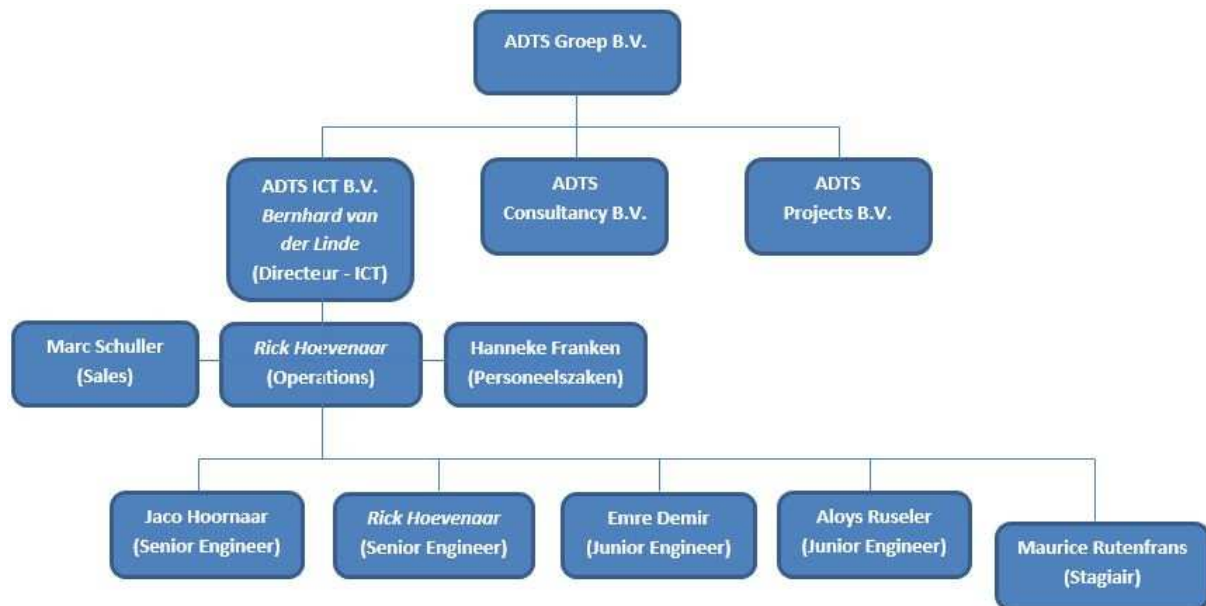 ADTS Groep B.V.
ADTS ICT B.V.
Bernhard van
der Linde
(Directeur - ICT)
ADTS
Consultancy B.V.
ADTS
Projects B.V.
Marc Schuller
(Sales)
Rick Hoevenaar
(Operations)
Hanneke Franken
(Personeelszaken)
Jaco Hoornaar
(Senior Engineer)
Rick Hoevenaar
(Senior Engineer)
Emre Demir
(Junior Engineer)
Aloys Ruseler
(Junior Engineer)
Maurice Rutenfrans
(Stagiair)